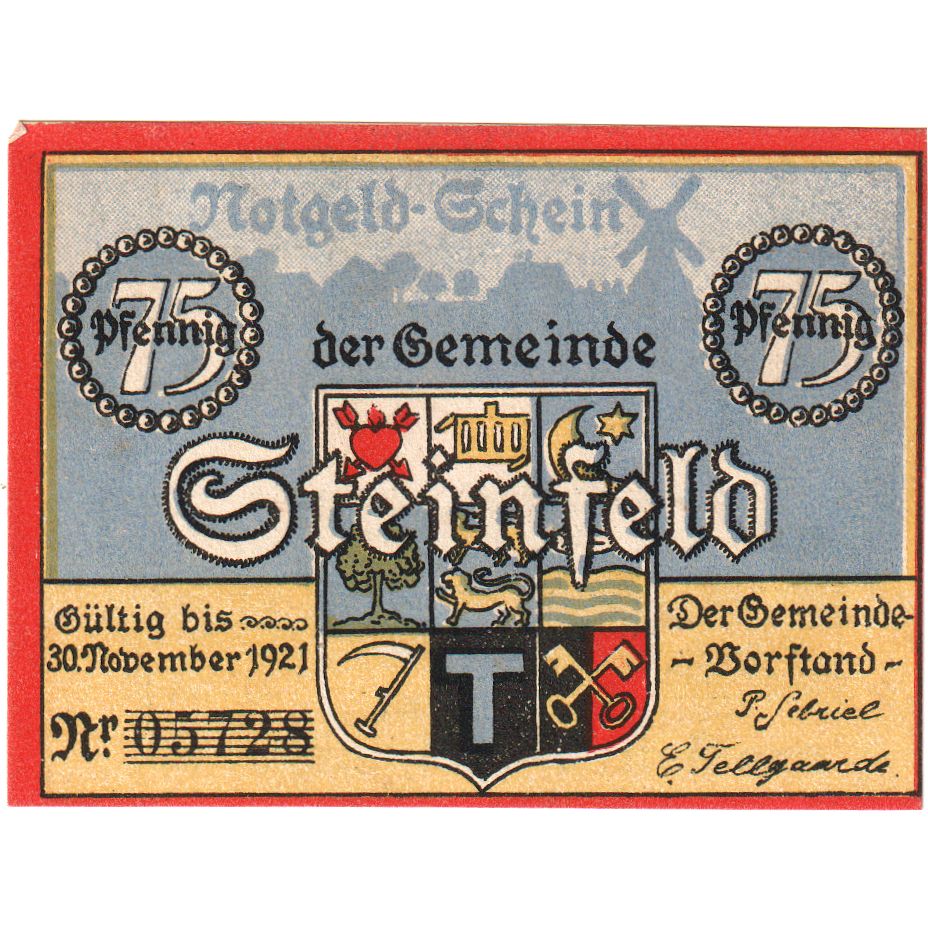 Notgeld-Schein
75
Pfennig
75
Pfennig
der Gemeinde
Steinfeld
Gültig bis
30. November 1921
Nr. 05728
T
Der Gemeinde-
- Vorstand -
E. Tellgaarde.